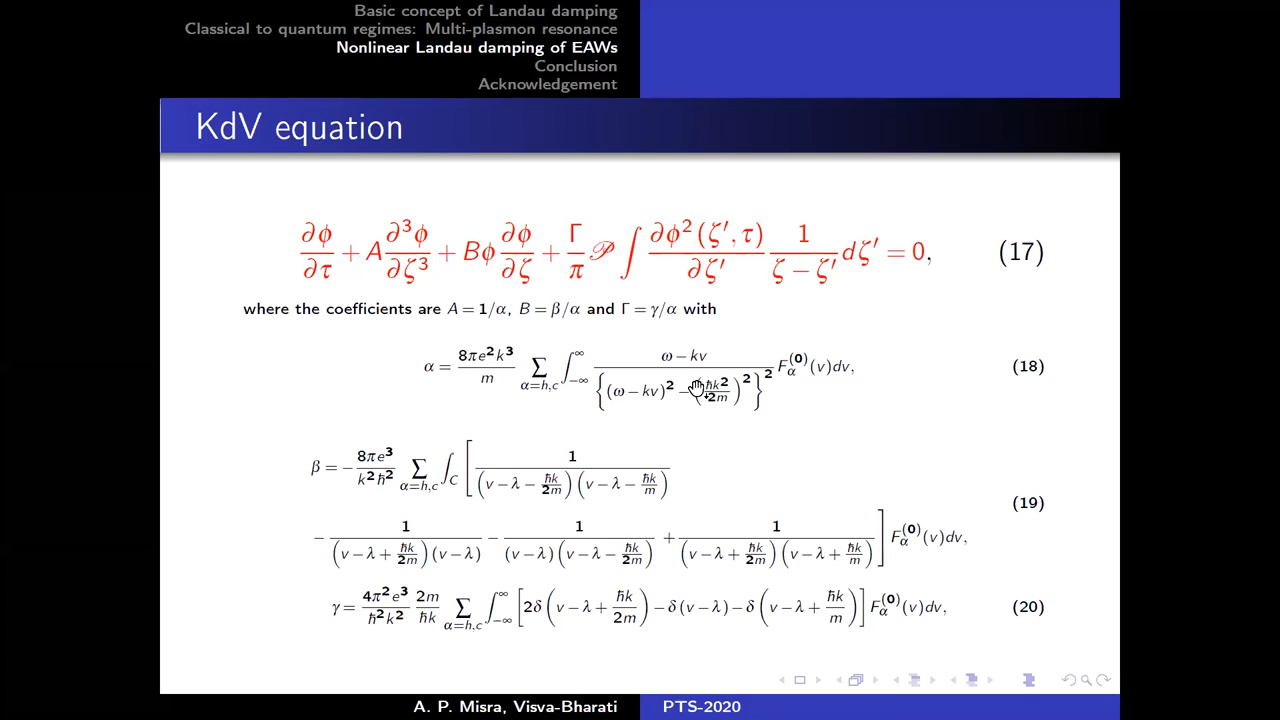 Basic concept of Landau damping
Classical to quantum regimes: Multi-plasmon resonance
Nonlinear Landau damping of EAWs
Conclusion
Acknowledgement
KdV equation
∂ϕ/∂τ + A ∂³ϕ/∂ζ³ + Bϕ ∂ϕ/∂ζ + Γ/π 𝒫 ∫ ∂ϕ²(ζ′, τ)/∂ζ′ 1/(ζ − ζ′) dζ′ = 0, (17)
where the coefficients are A = 1/α, B = β/α and Γ = γ/α with
α = 8πe²k³/m ∑_{α=h,c} ∫_{−∞}^{∞} (ω − kv)/{(ω − kv)² − (ħk²/2m)²}² F_α^{(0)}(v)dv, (18)
β = − 8πe³/k²ħ² ∑_{α=h,c} ∫_C [ 1/((v − λ − ħk/2m)(v − λ − ħk/m))
− 1/((v − λ + ħk/2m)(v − λ)) − 1/((v − λ)(v − λ − ħk/2m)) + 1/((v − λ + ħk/2m)(v − λ + ħk/m)) ] F_α^{(0)}(v)dv, (19)
γ = 4π²e³/ħ²k² 2m/ħk ∑_{α=h,c} ∫_{−∞}^{∞} [ 2δ(v − λ + ħk/2m) − δ(v − λ) − δ(v − λ + ħk/m) ] F_α^{(0)}(v)dv, (20)
A. P. Misra, Visva-Bharati PTS-2020